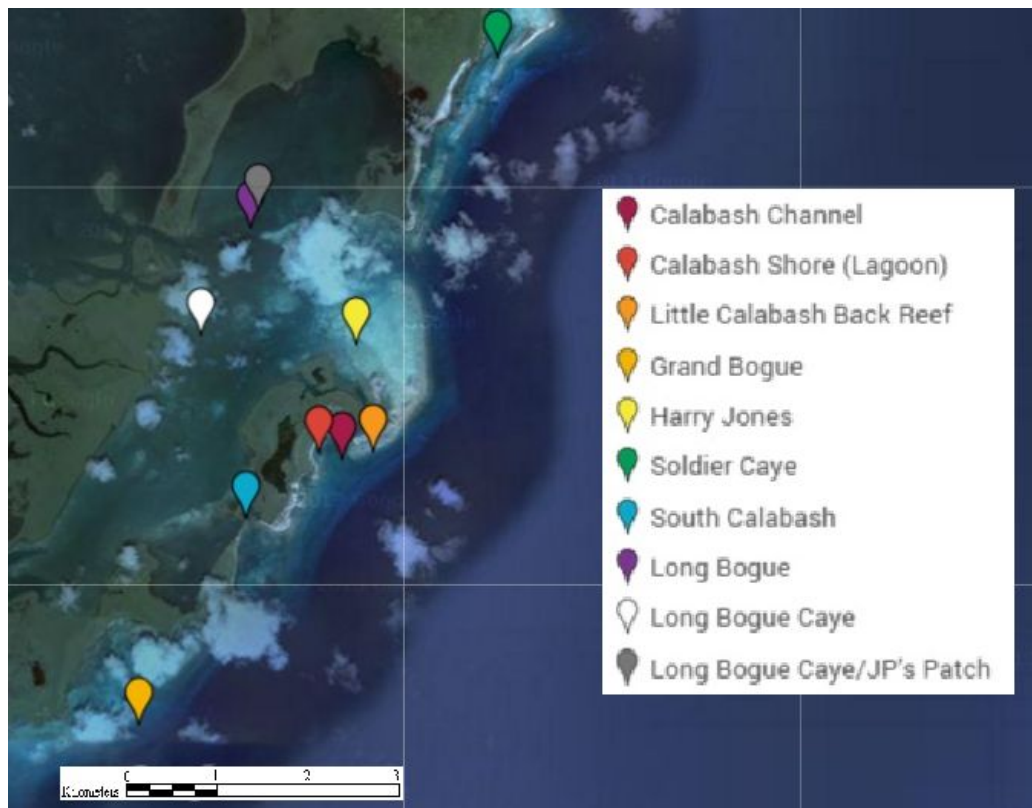 Calabash Channel
Calabash Shore (Lagoon)
Little Calabash Back Reef
Grand Bogue
Harry Jones
Soldier Caye
South Calabash
Long Bogue
Long Bogue Caye
Long Bogue Caye/JP's Patch
0 1 2 3
Kilometers